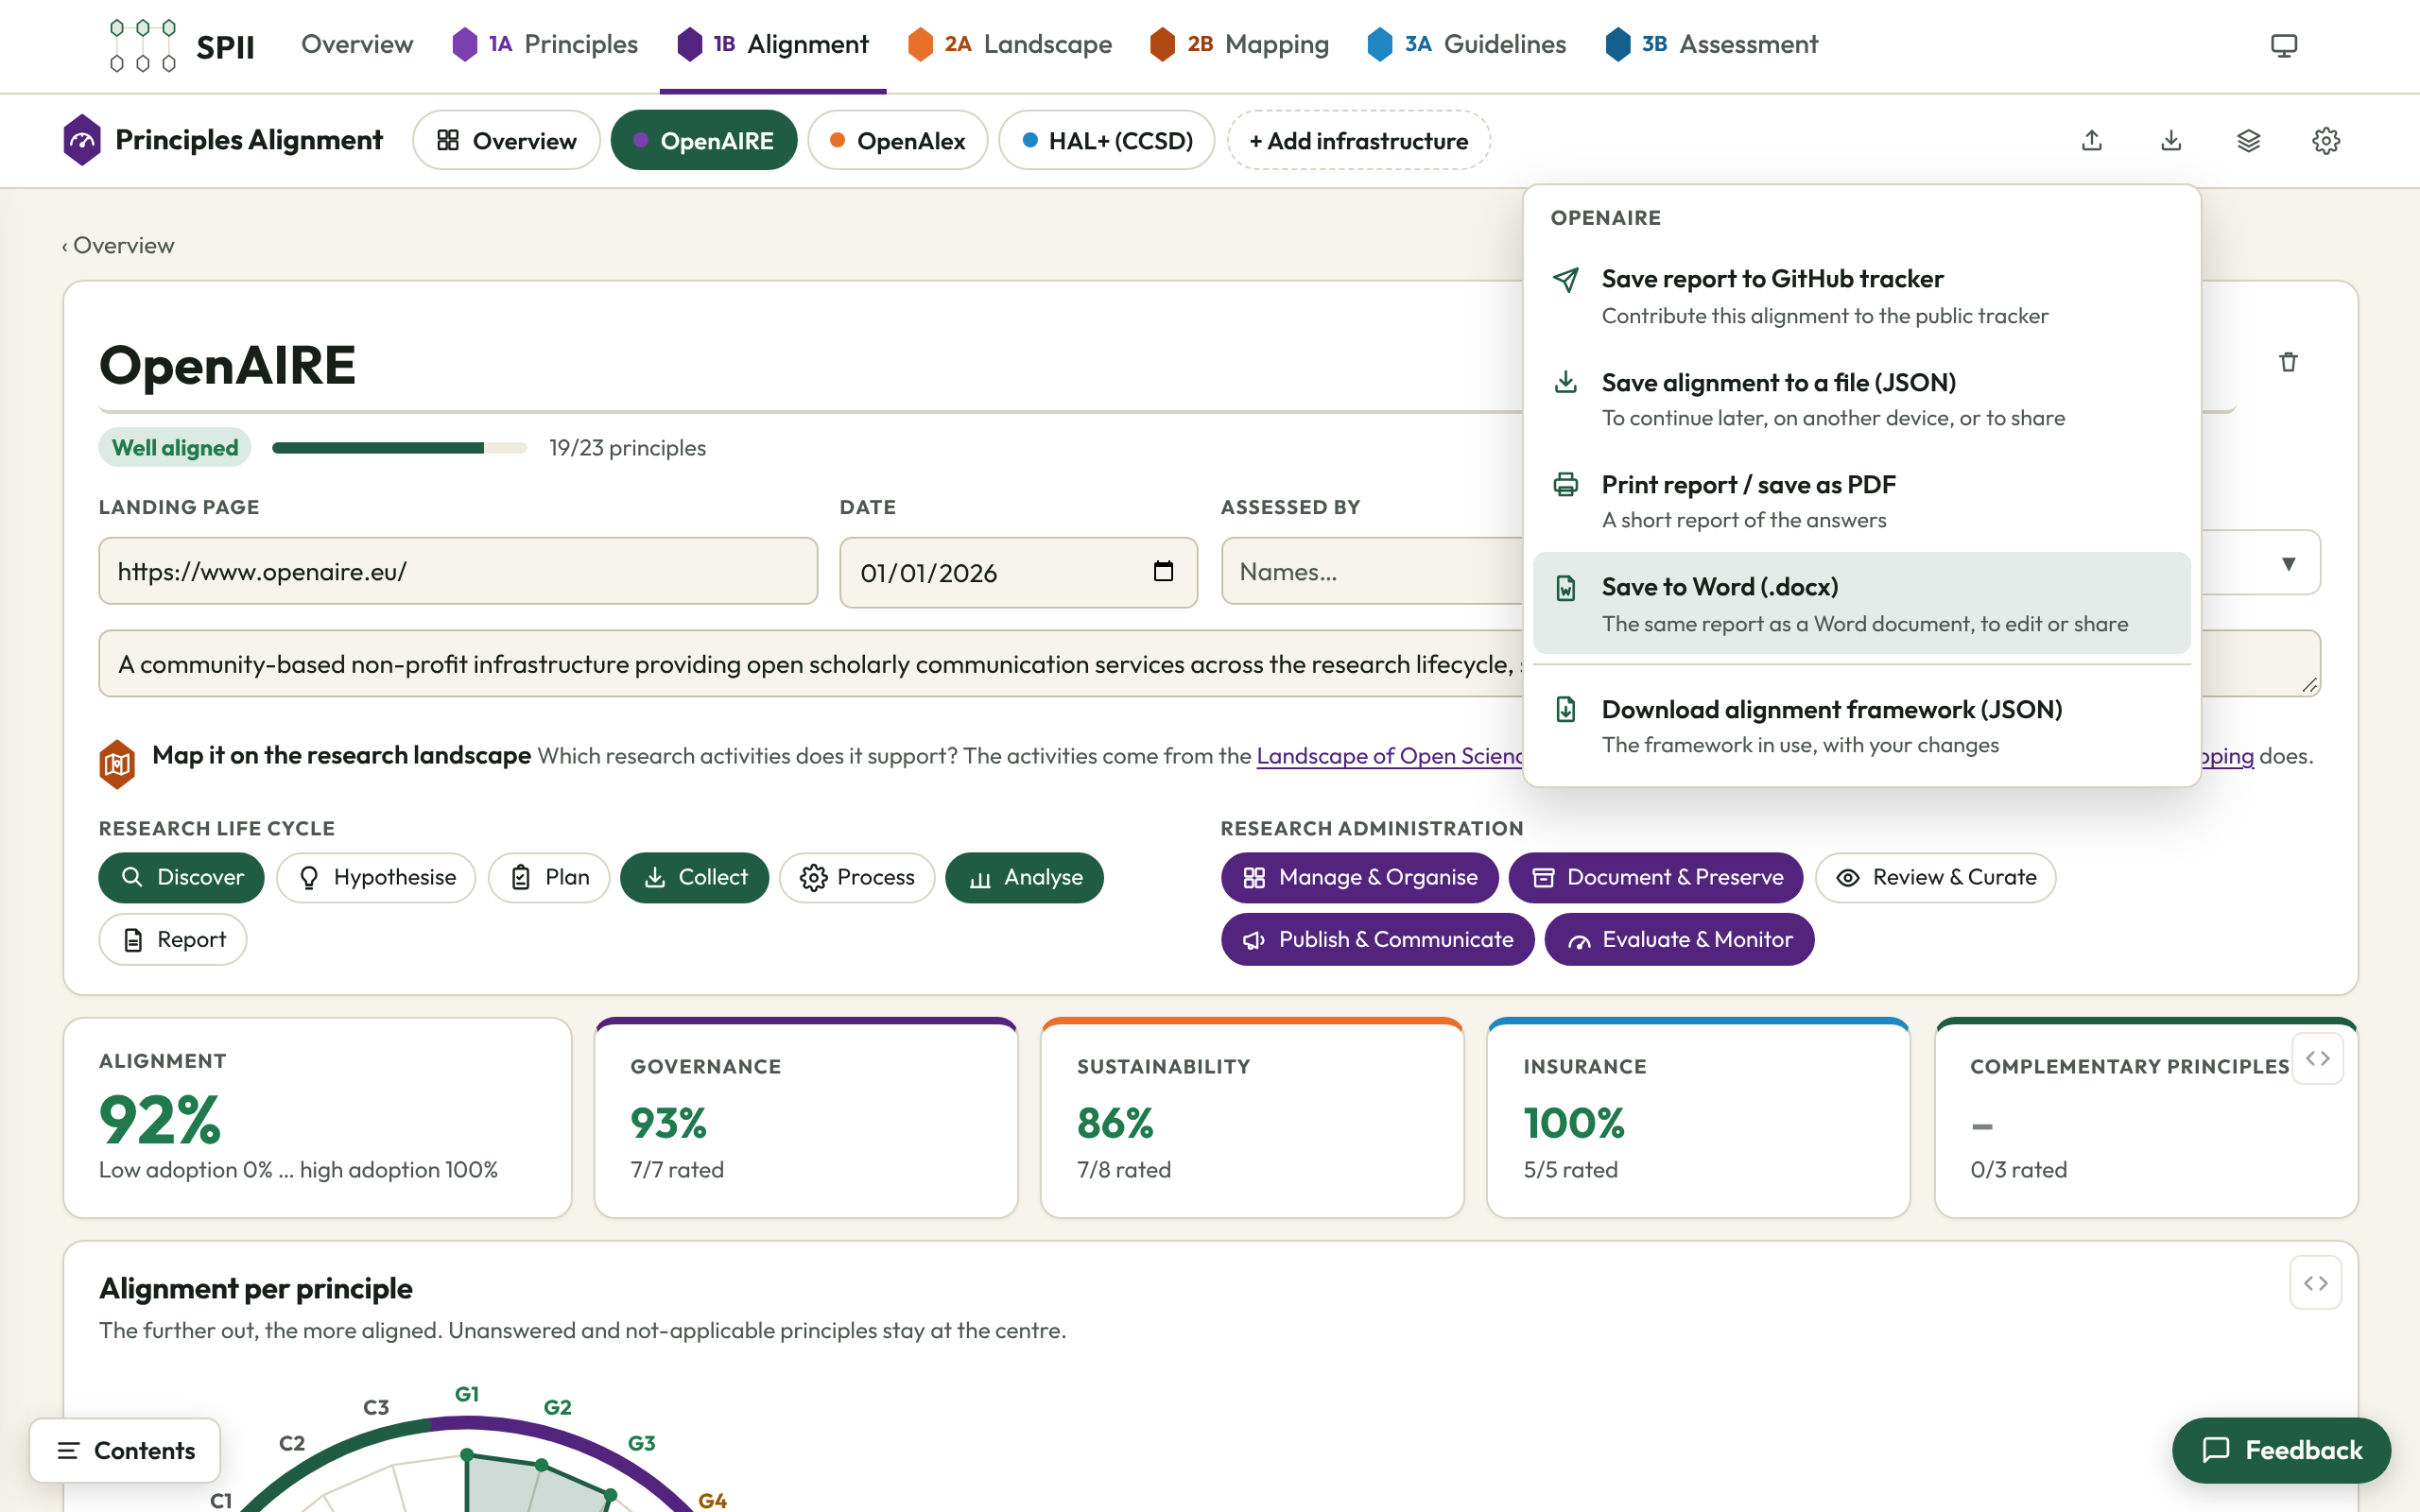 SPII
Overview
1A Principles
1B Alignment
2A Landscape
2B Mapping
3A Guidelines
3B Assessment
Principles Alignment
Overview
OpenAIRE
OpenAlex
HAL+ (CCSD)
+ Add infrastructure
‹ Overview
OPENAIRE
Save report to GitHub tracker
Contribute this alignment to the public tracker
Save alignment to a file (JSON)
To continue later, on another device, or to share
Print report / save as PDF
A short report of the answers
Save to Word (.docx)
The same report as a Word document, to edit or share
Download alignment framework (JSON)
The framework in use, with your changes
OpenAIRE
Well aligned
19/23 principles
LANDING PAGE
DATE
ASSESSED BY
https://www.openaire.eu/
01/01/2026
Names...
A community-based non-profit infrastructure providing open scholarly communication services across the research lifecycle,
Map it on the research landscape Which research activities does it support? The activities come from the Landscape of Open
does.
RESEARCH LIFE CYCLE
Discover
Hypothesise
Plan
Collect
Process
Analyse
Report
RESEARCH ADMINISTRATION
Manage & Organise
Document & Preserve
Review & Curate
Publish & Communicate
Evaluate & Monitor
ALIGNMENT
92%
Low adoption 0% ... high adoption 100%
GOVERNANCE
93%
7/7 rated
SUSTAINABILITY
86%
7/8 rated
INSURANCE
100%
5/5 rated
COMPLEMENTARY PRINCIPLES
–
0/3 rated
Alignment per principle
The further out, the more aligned. Unanswered and not-applicable principles stay at the centre.
C3
G1
G2
C2
G3
C1
G4
Contents
Feedback